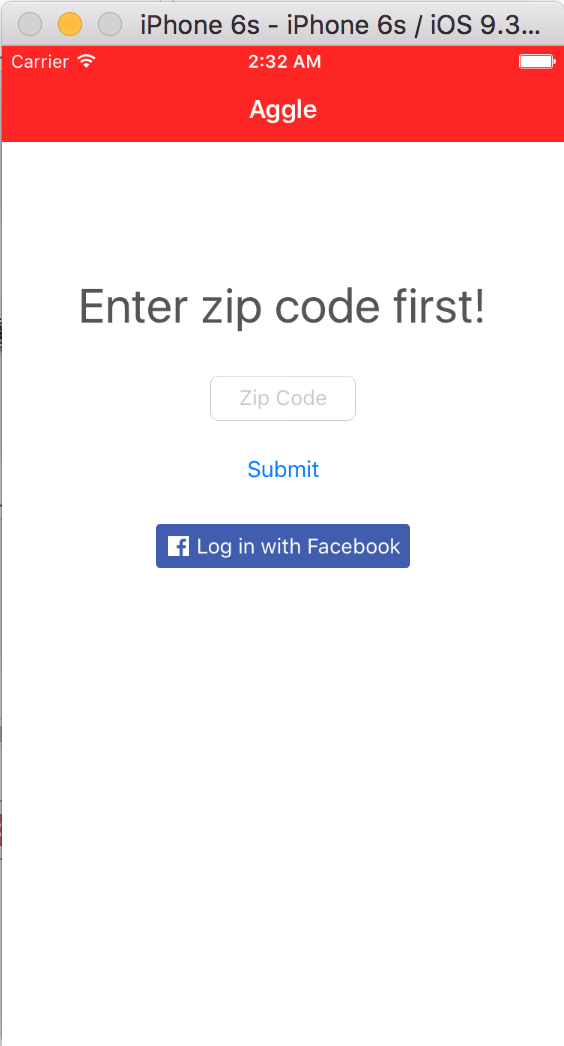 iPhone 6s - iPhone 6s / iOS 9.3...
Carrier 2:32 AM
Aggle
Enter zip code first!
Zip Code
Submit
Log in with Facebook